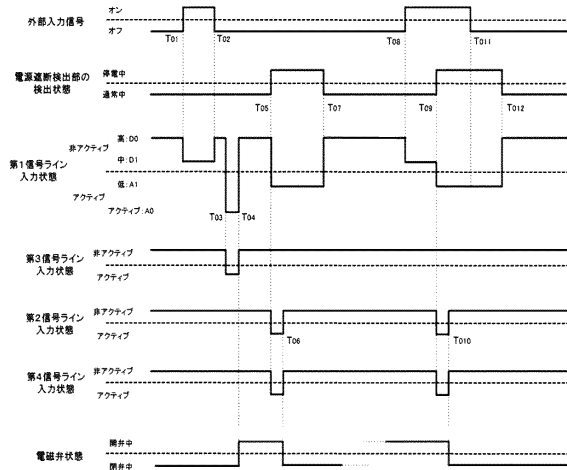 外部入力信号
オン
オフ
T01
T02
T08
T011
電源遮断検出部の
検出状態
停電中
通常中
T05
T07
T09
T012
第1信号ライン
入力状態
非アクティブ
高:D0
中:D1
低:A1
アクティブ
アクティブ:A0
T03
T04
第3信号ライン
入力状態
非アクティブ
アクティブ
第2信号ライン
入力状態
非アクティブ
アクティブ
T06
T010
第4信号ライン
入力状態
非アクティブ
アクティブ
電磁弁状態
開弁中
閉弁中